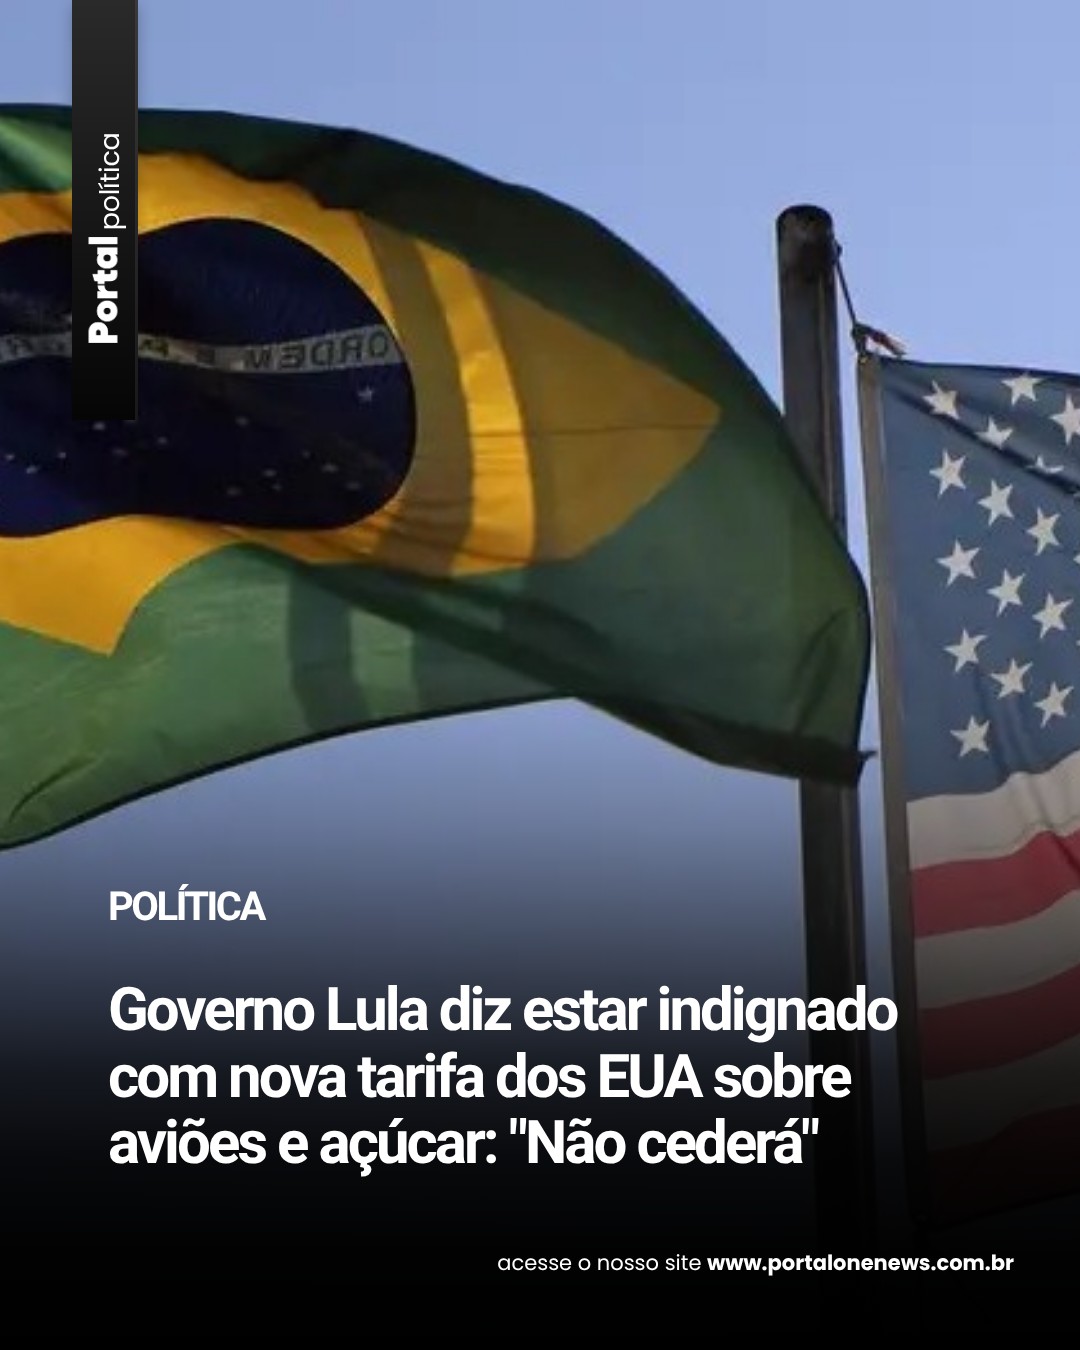 Portal política
ORDEM E
POLÍTICA
Governo Lula diz estar indignado
com nova tarifa dos EUA sobre
aviões e açúcar: "Não cederá"
acesse o nosso site www.portalonenews.com.br